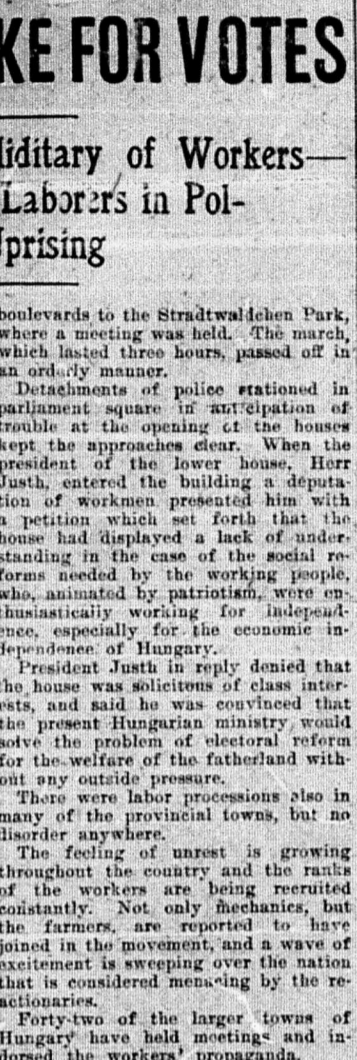 KE FOR VOTES
liditary of Workers—
Laborers in Pol-
prising
boulevards to the Stradtwaldchen Park,
where a meeting was held. The march,
which lasted three hours, passed off in
an orderly manner.
Detachments of police stationed in
parliament square in anticipation of
trouble at the opening of the houses
kept the approaches clear. When the
president of the lower house, Herr
Justh, entered the building a deputa-
tion of workmen presented him with
a petition which set forth that the
house had displayed a lack of under-
standing in the case of the social re-
forms needed by the working people,
who, animated by patriotism, were en-
thusiastically working for independ-
ence, especially for the economic in-
dependence of Hungary.
President Justh in reply denied that
the house was solicitous of class inter-
ests, and said he was convinced that
the present Hungarian ministry would
solve the problem of electoral reform
for the welfare of the fatherland with-
out any outside pressure.
There were labor processions also in
many of the provincial towns, but no
disorder anywhere.
The feeling of unrest is growing
throughout the country and the ranks
of the workers are being recruited
constantly. Not only mechanics, but
the farmers, are reported to have
joined in the movement, and a wave of
excitement is sweeping over the nation
that is considered menacing by the re-
actionaries.
Forty-two of the larger towns of
Hungary have held meetings and in-
dorsed the workers' propaganda